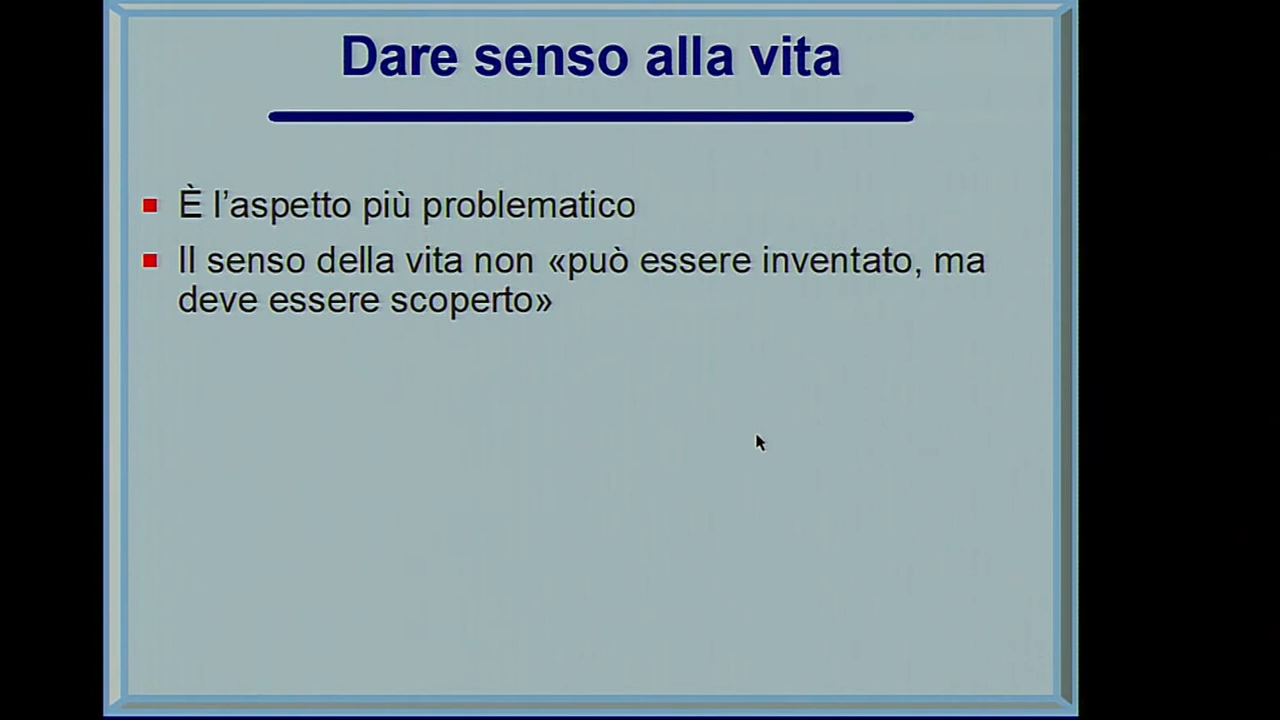 Dare senso alla vita
È l’aspetto più problematico
Il senso della vita non «può essere inventato, ma
deve essere scoperto»